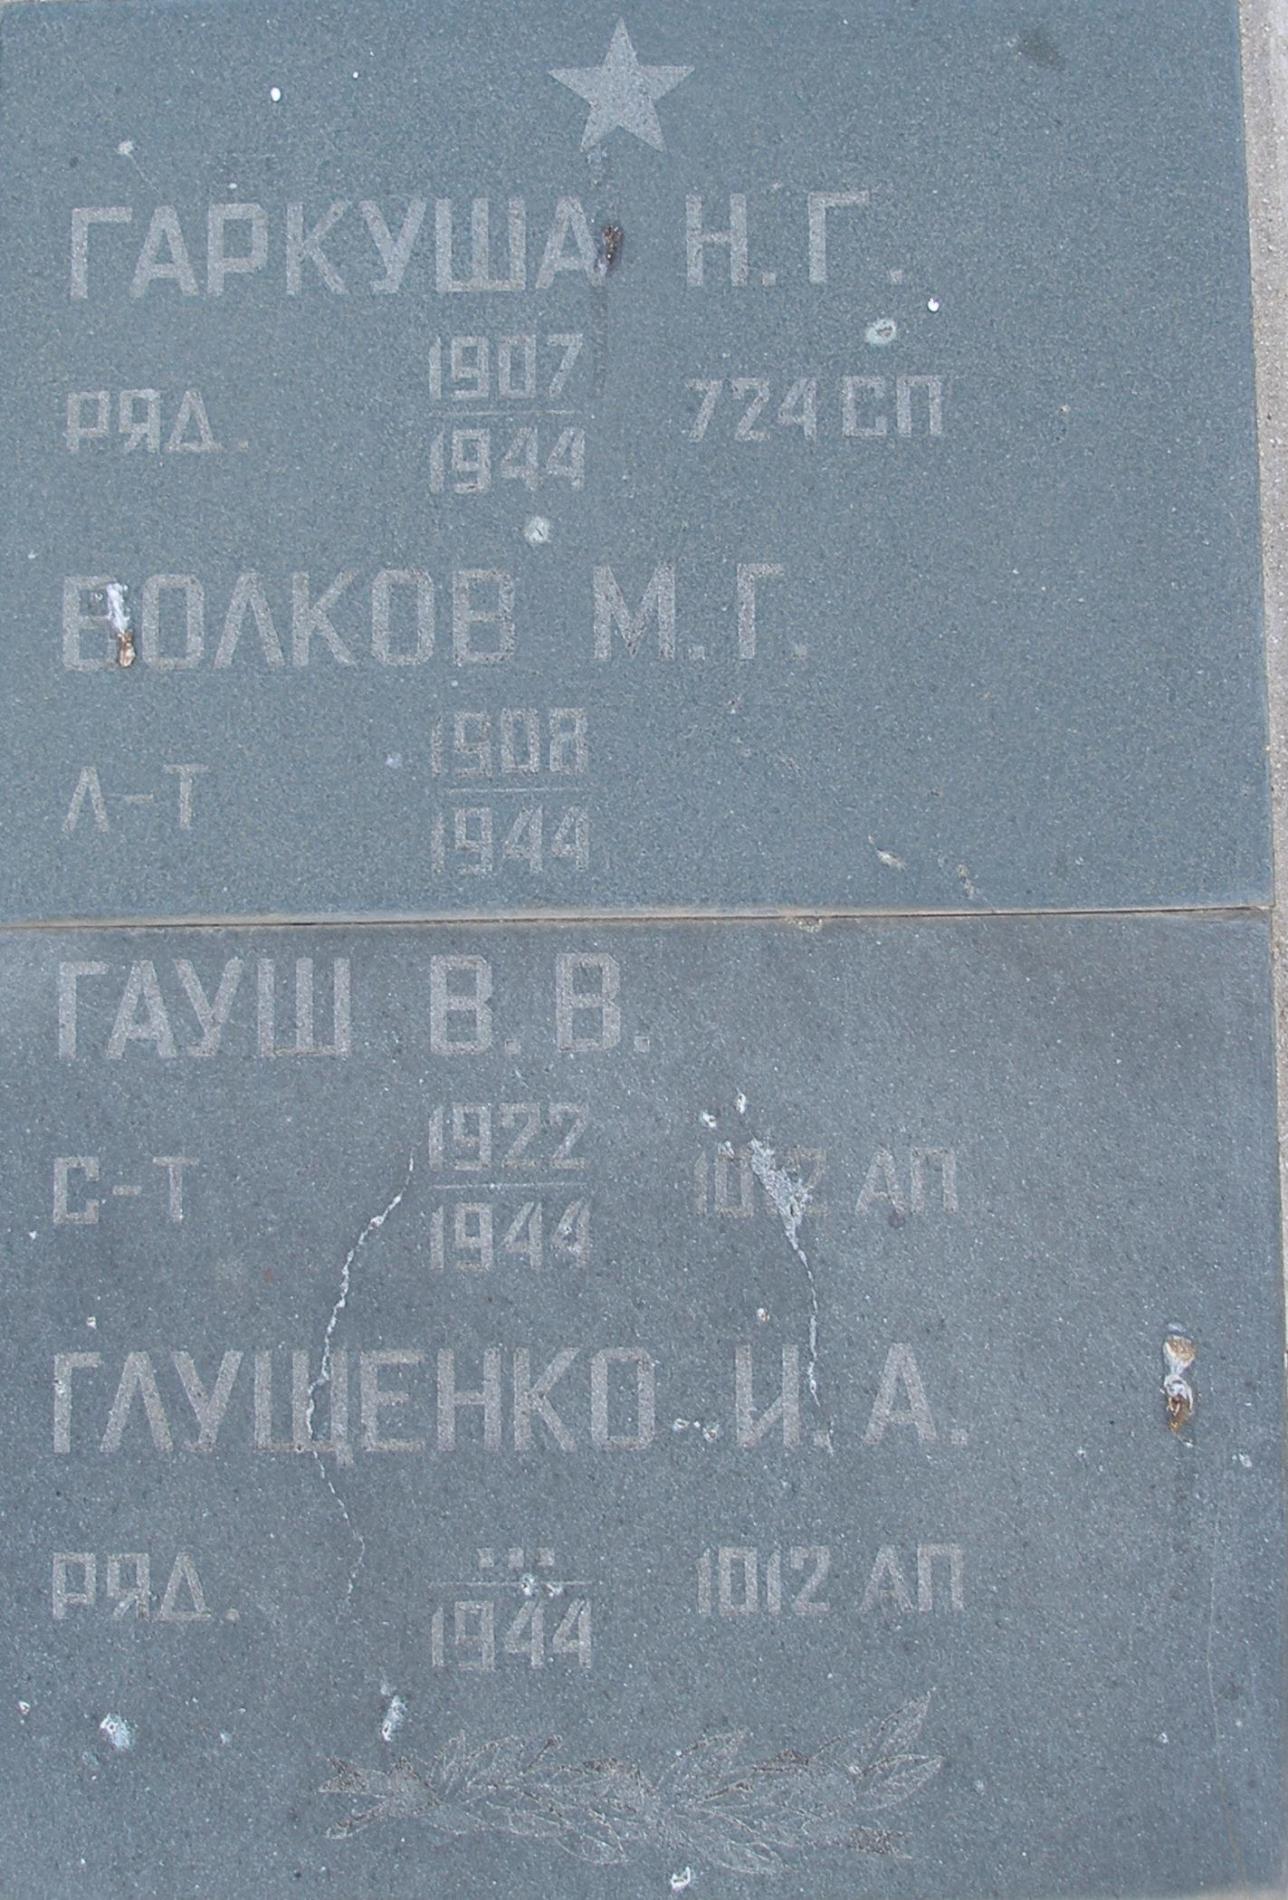 ГАРКУША Н.Г.
1907
РЯД. 724 СП
1944
ВОЛКОВ М.Г.
1908
Л-Т
1944
ГАУШ В.В.
1922
С-Т 1012 АП
1944
ГЛУЩЕНКО И.А.
...
РЯД. 1012 АП
1944